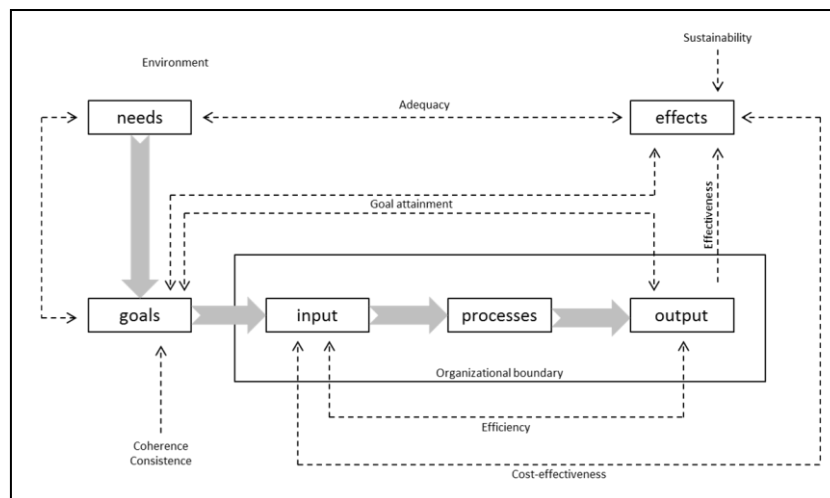 Sustainability
Environment
needs
Adequacy
effects
Goal attainment
Effectiveness
goals
input
processes
output
Organizational boundary
Efficiency
Coherence
Consistence
Cost-effectiveness